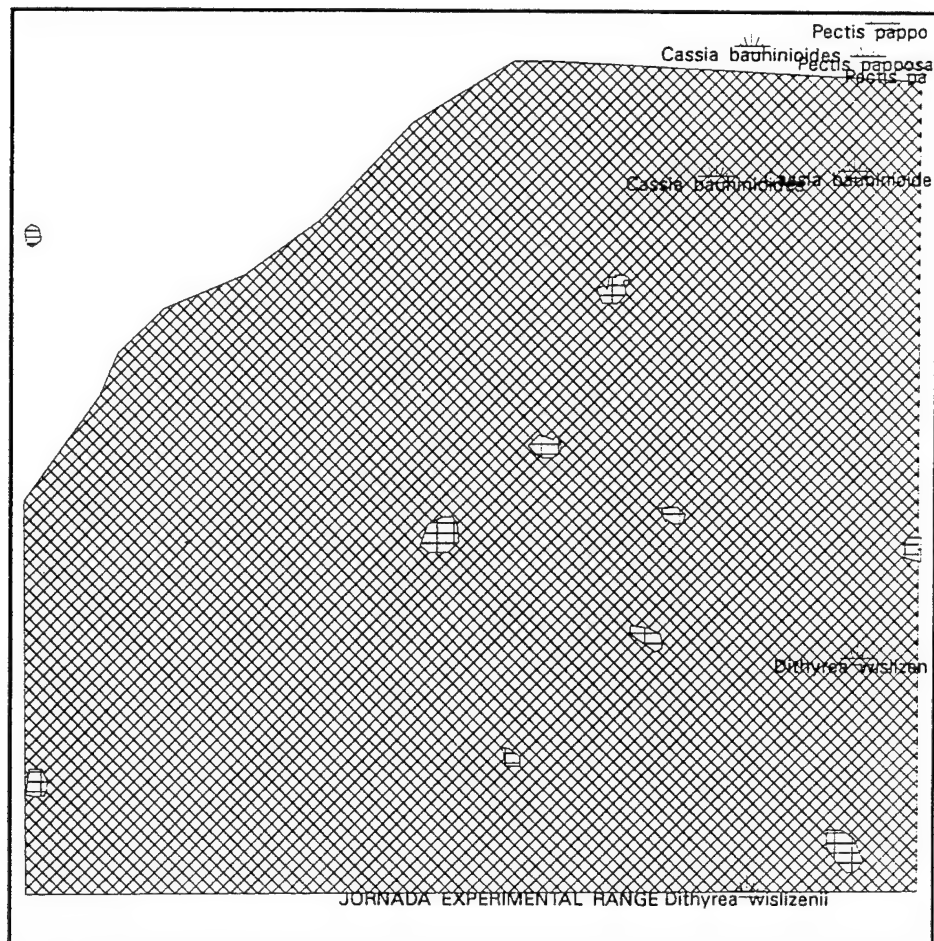 Pectis pappo
Cassia bauhinioides
Pectis papposa
Pectis pa
Cassia bauhinioides
Cassia bauhinioide
Dithyrea wislizen
JORNADA EXPERIMENTAL RANGE
Dithyrea wislizenii